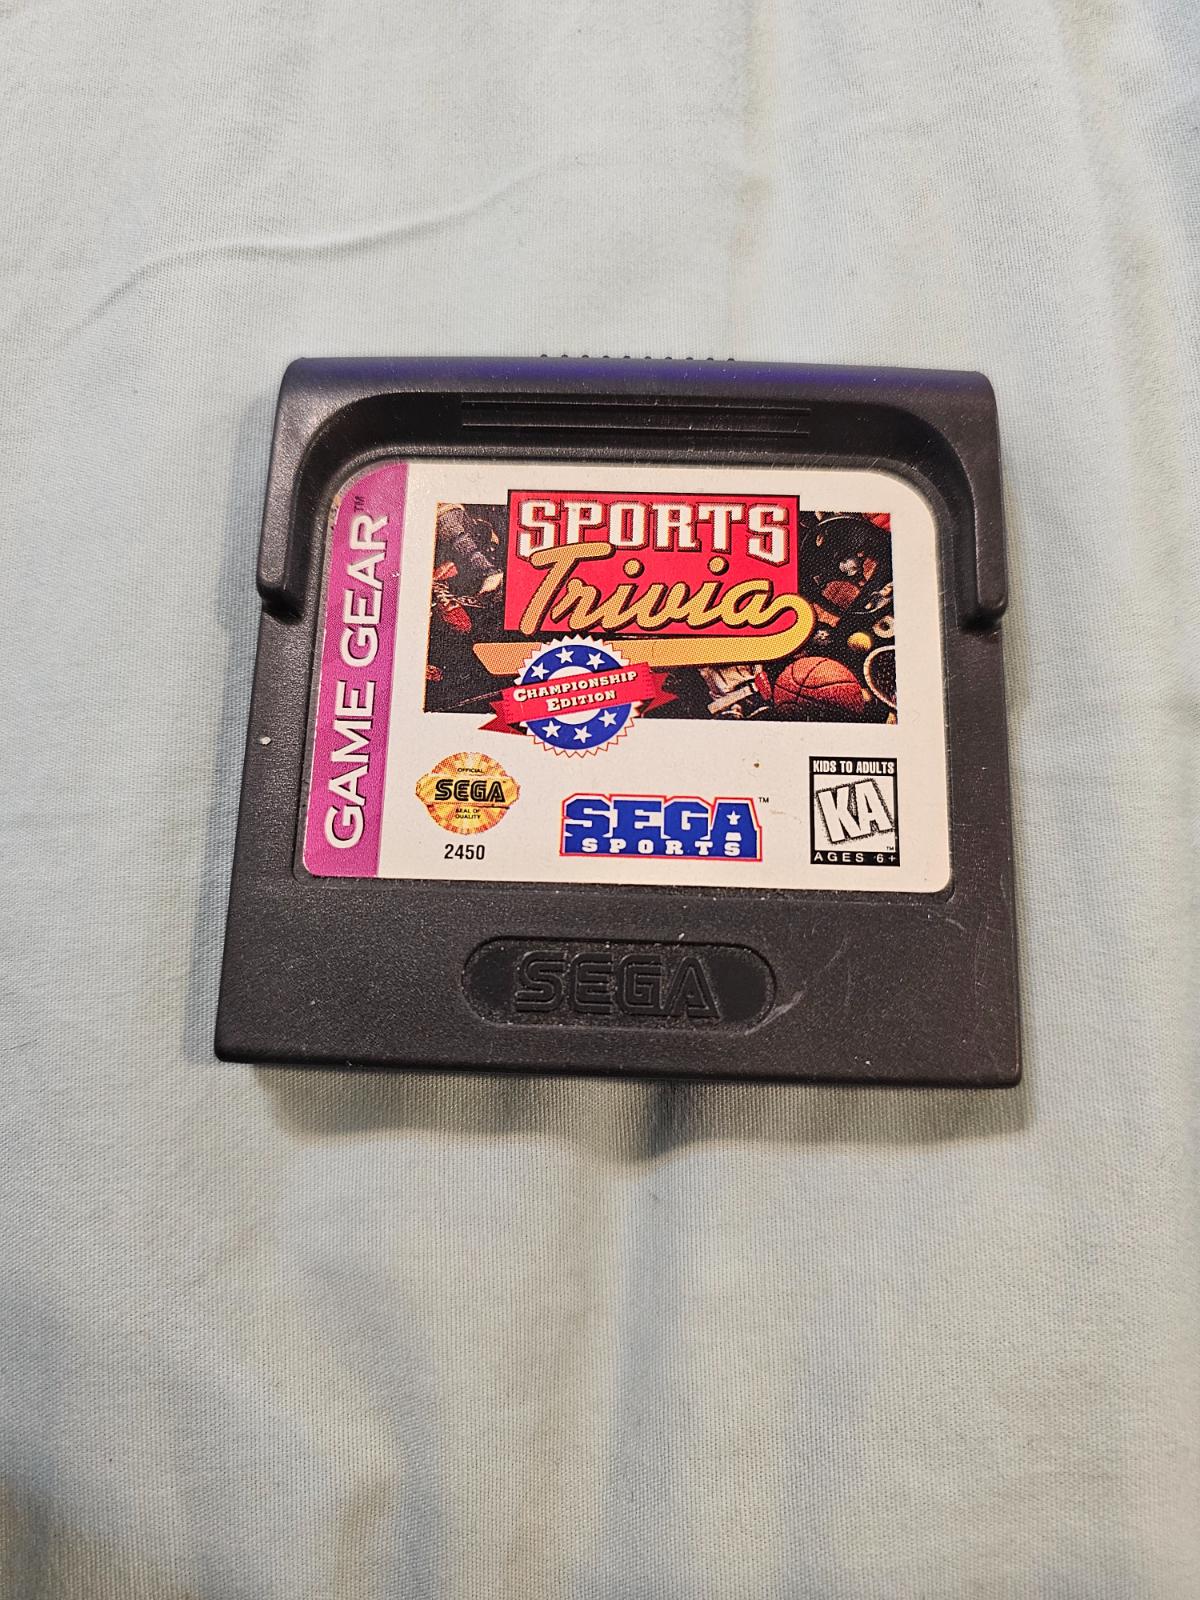 GAME GEAR™
SPORTS
Trivia
CHAMPIONSHIP
EDITION
OFFICIAL
SEGA
SEAL OF
QUALITY
2450
SEGA™
SPORTS
KIDS TO ADULTS
KA
™
AGES 6+
SEGA